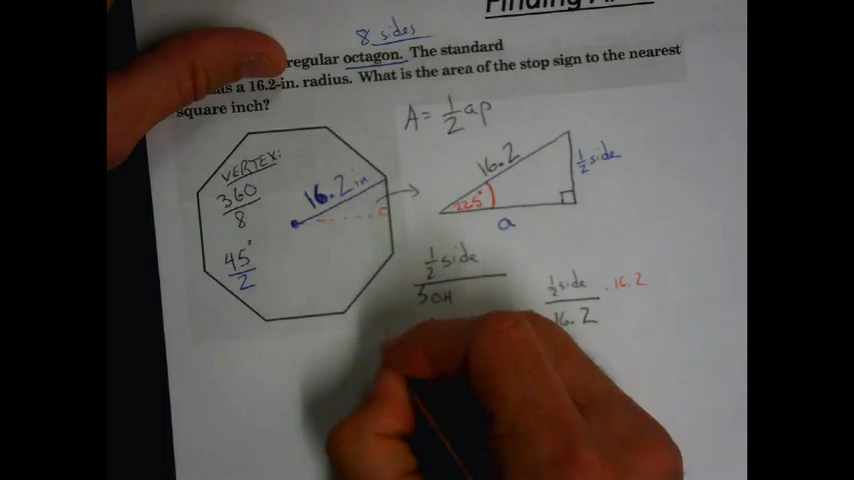 Finding
8 sides
regular octagon. The standard
as a 16.2-in. radius. What is the area of the stop sign to the nearest
square inch?
A = 1/2 ap
VERTEX:
360/8
45°/2
16.2 in
16.2
1/2 side
22.5°
a
1/2 side
SOH
1/2 side / 16.2 · 16.2